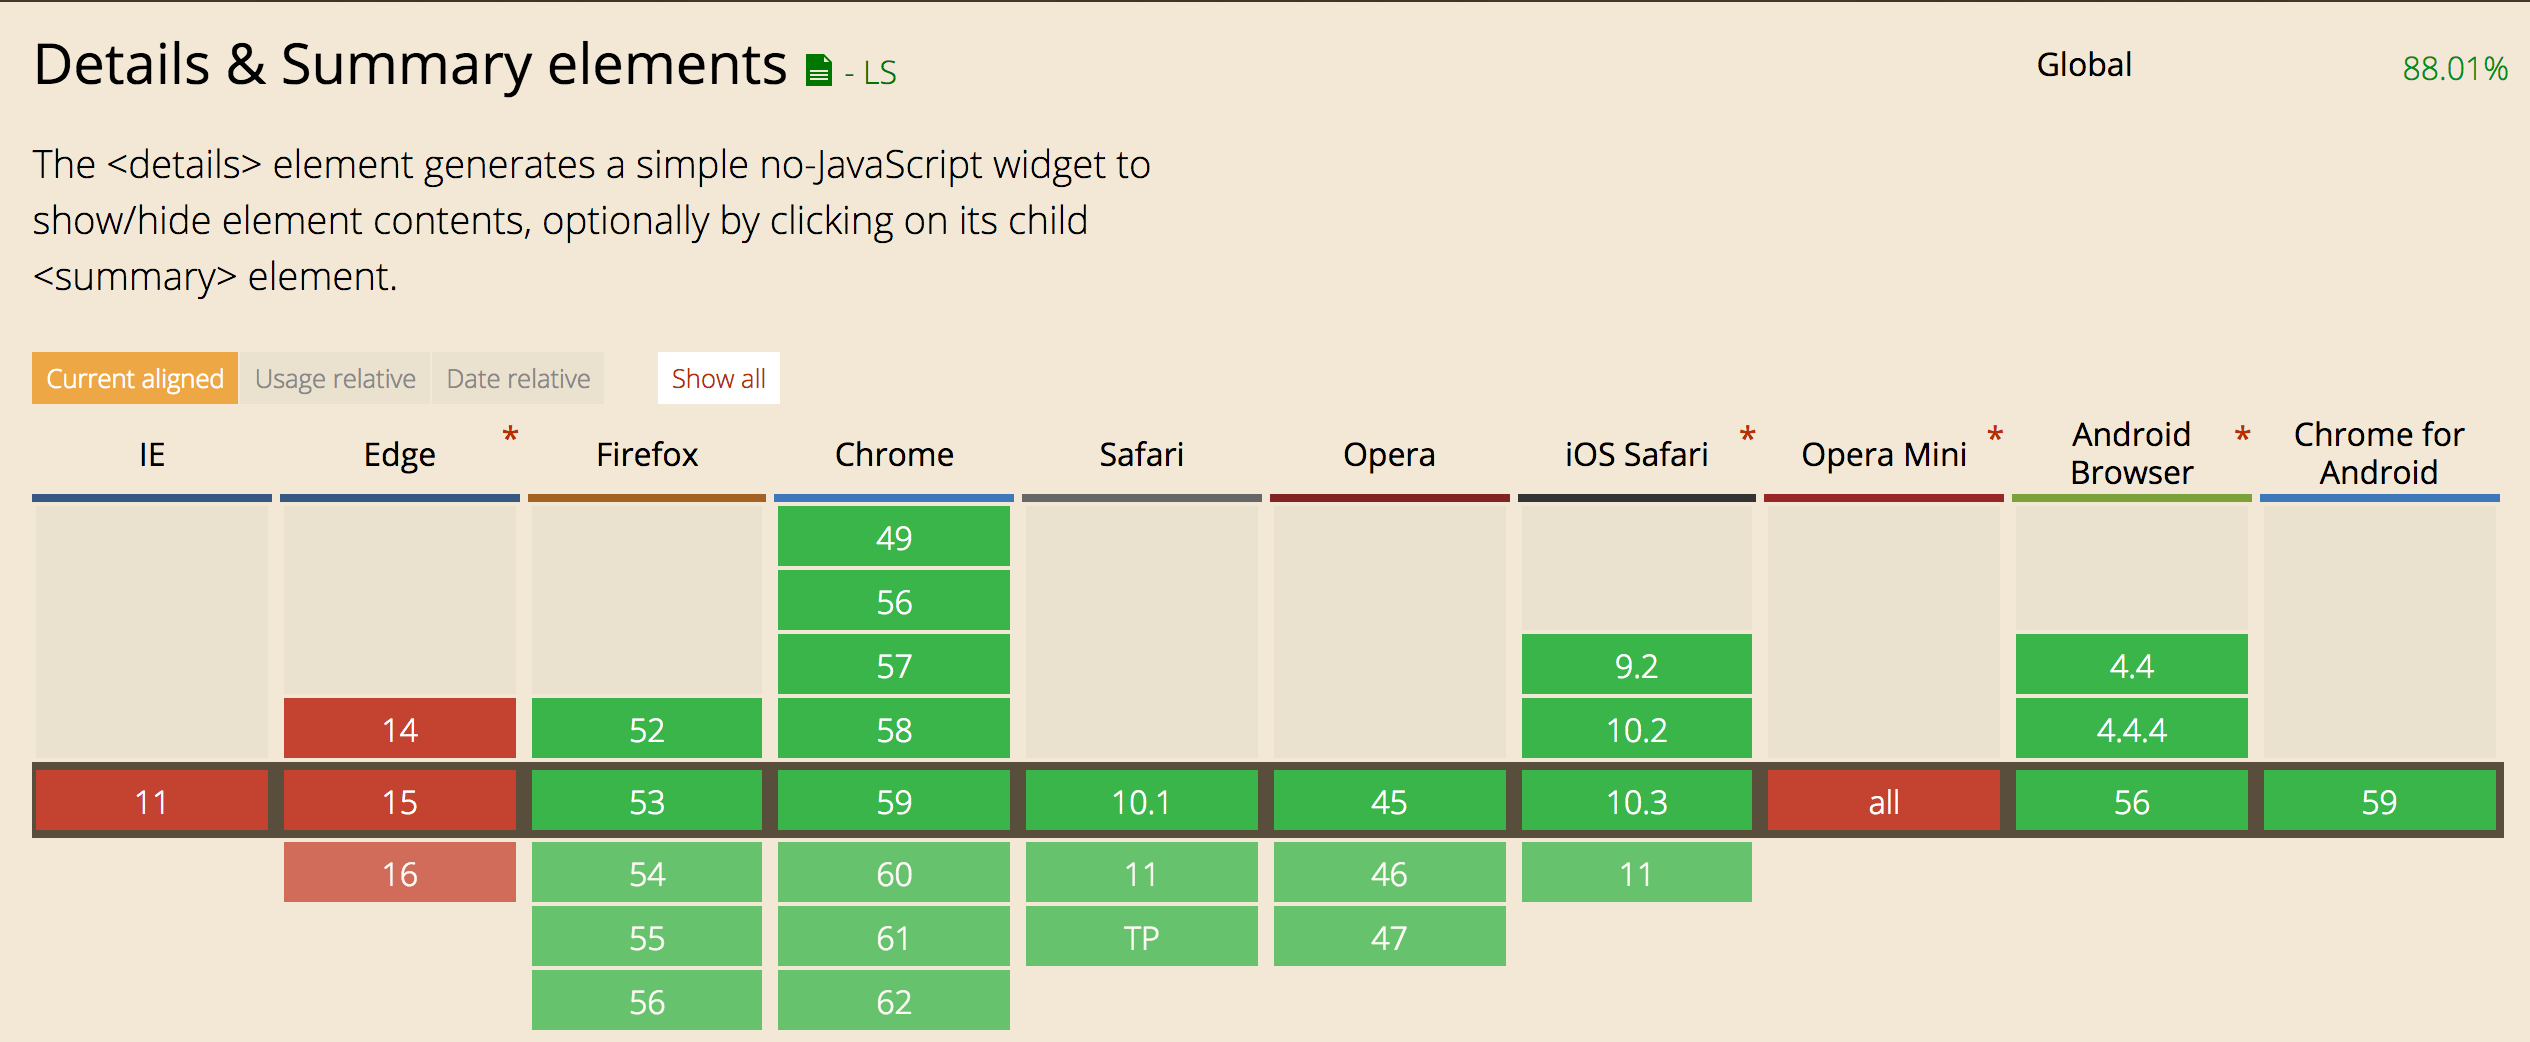 Details & Summary elements - LS
Global 88.01%
The <details> element generates a simple no-JavaScript widget to
show/hide element contents, optionally by clicking on its child
<summary> element.
Current aligned Usage relative Date relative Show all
IE Edge * Firefox Chrome Safari Opera iOS Safari * Opera Mini * Android Browser * Chrome for Android
49
56
57 9.2 4.4
14 52 58 10.2 4.4.4
11 15 53 59 10.1 45 10.3 all 56 59
16 54 60 11 46 11
55 61 TP 47
56 62